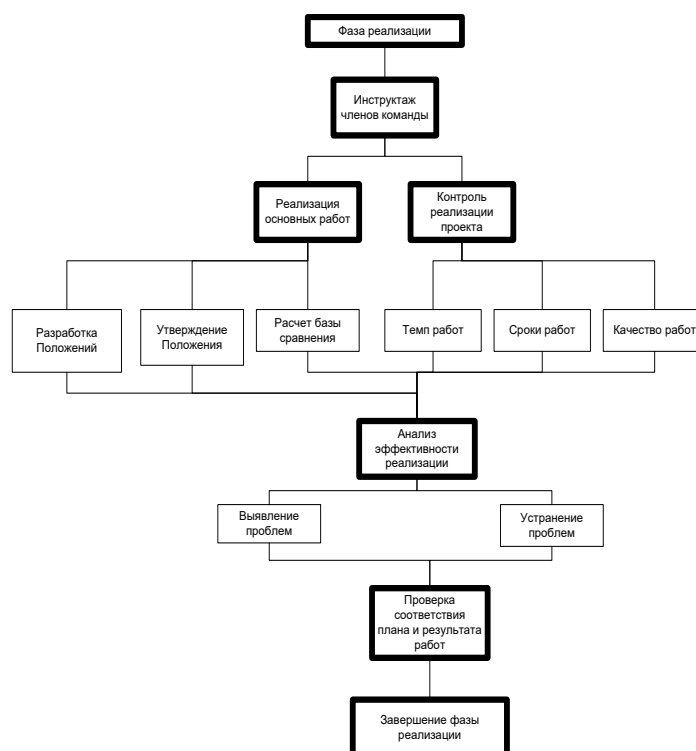 Фаза реализации
Инструктаж
членов команды
Реализация
основных работ
Контроль
реализации
проекта
Разработка
Положений
Утверждение
Положения
Расчет базы
сравнения
Темп работ
Сроки работ
Качество работ
Анализ
эффективности
реализации
Выявление
проблем
Устранение
проблем
Проверка
соответствия
плана и результата
работ
Завершение фазы
реализации